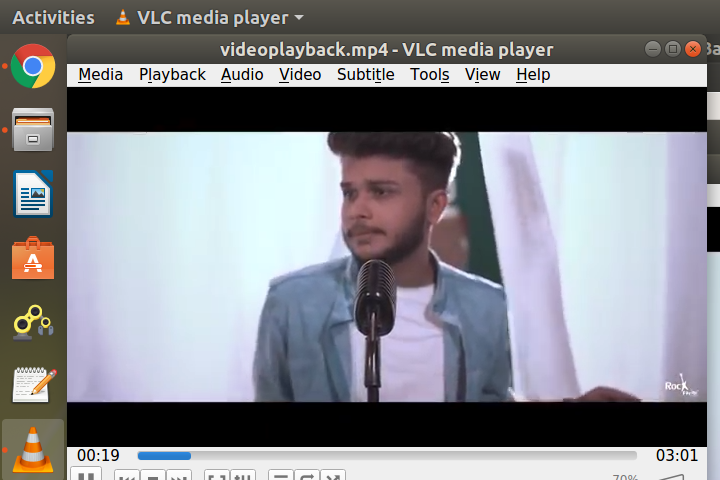 Activities VLC media player
videoplayback.mp4 - VLC media player
Media Playback Audio Video Subtitle Tools View Help
Rock
00:19 03:01
70%